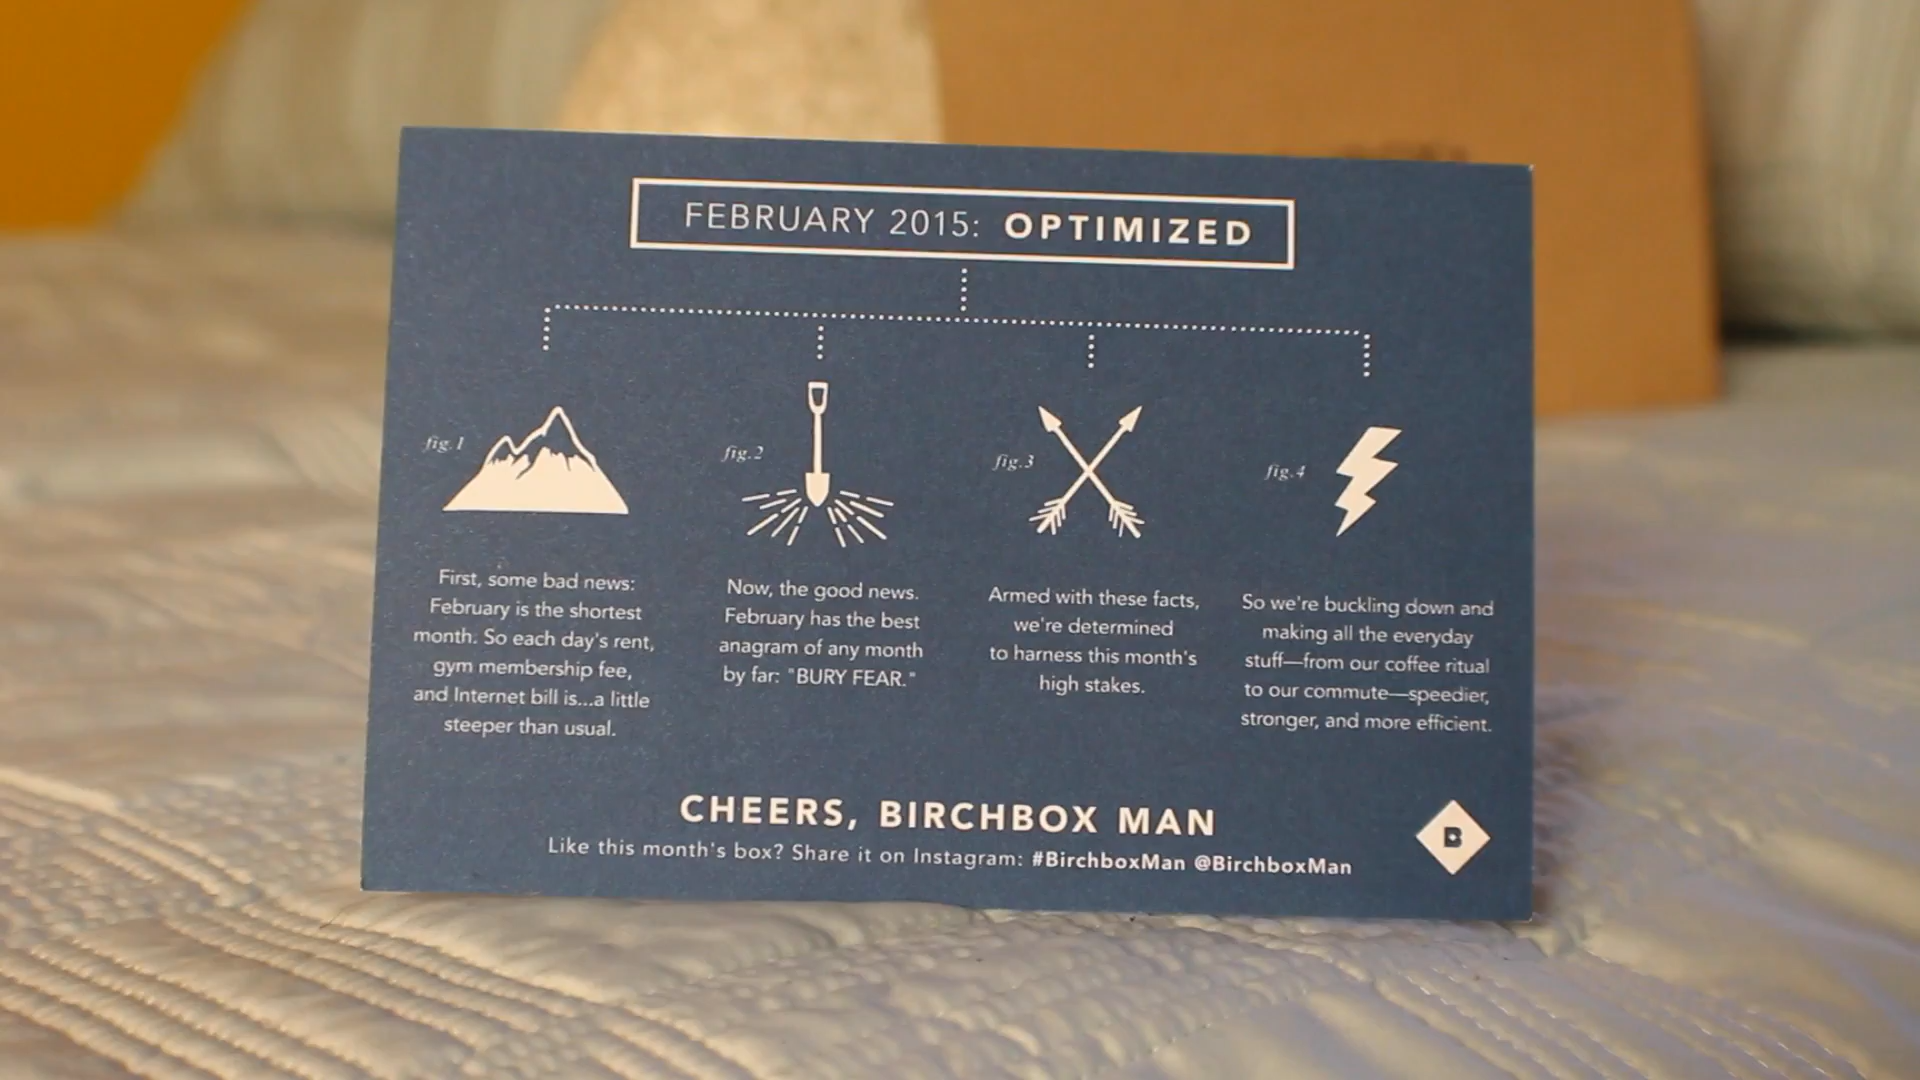 FEBRUARY 2015: OPTIMIZED
fig.1
First, some bad news:
February is the shortest
month. So each day's rent,
gym membership fee,
and Internet bill is...a little
steeper than usual.
fig.2
Now, the good news.
February has the best
anagram of any month
by far: "BURY FEAR."
fig.3
Armed with these facts,
we're determined
to harness this month's
high stakes.
fig.4
So we're buckling down and
making all the everyday
stuff—from our coffee ritual
to our commute—speedier,
stronger, and more efficient.
CHEERS, BIRCHBOX MAN
Like this month's box? Share it on Instagram: #BirchboxMan @BirchboxMan
B